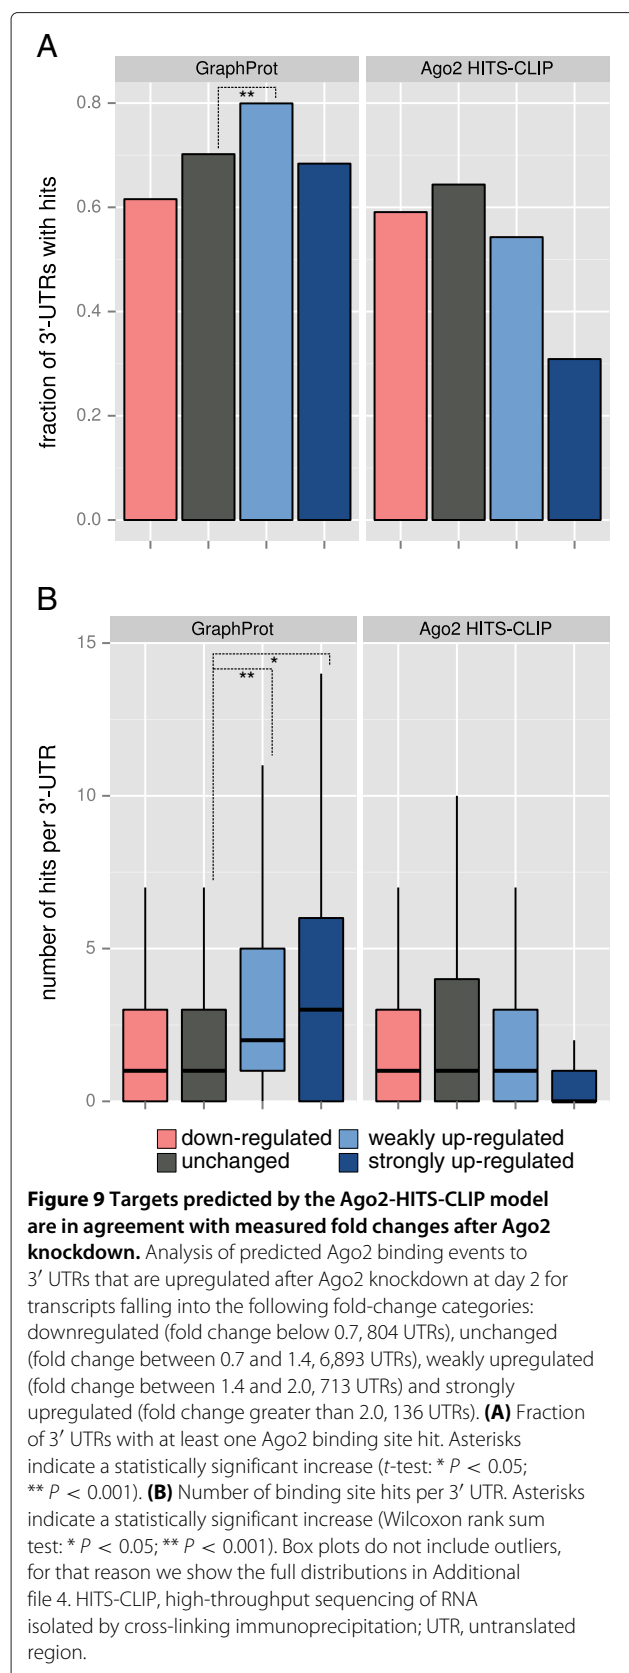 A
GraphProt
Ago2 HITS-CLIP
**
0.8
0.6
0.4
0.2
0.0
fraction of 3'-UTRs with hits
B
GraphProt
Ago2 HITS-CLIP
*
**
15
10
5
0
number of hits per 3'-UTR
down-regulated
weakly up-regulated
unchanged
strongly up-regulated
Figure 9 Targets predicted by the Ago2-HITS-CLIP model
are in agreement with measured fold changes after Ago2
knockdown. Analysis of predicted Ago2 binding events to
3′ UTRs that are upregulated after Ago2 knockdown at day 2 for
transcripts falling into the following fold-change categories:
downregulated (fold change below 0.7, 804 UTRs), unchanged
(fold change between 0.7 and 1.4, 6,893 UTRs), weakly upregulated
(fold change between 1.4 and 2.0, 713 UTRs) and strongly
upregulated (fold change greater than 2.0, 136 UTRs). (A) Fraction
of 3′ UTRs with at least one Ago2 binding site hit. Asterisks
indicate a statistically significant increase (t-test: * P < 0.05;
** P < 0.001). (B) Number of binding site hits per 3′ UTR. Asterisks
indicate a statistically significant increase (Wilcoxon rank sum
test: * P < 0.05; ** P < 0.001). Box plots do not include outliers,
for that reason we show the full distributions in Additional
file 4. HITS-CLIP, high-throughput sequencing of RNA
isolated by cross-linking immunoprecipitation; UTR, untranslated
region.